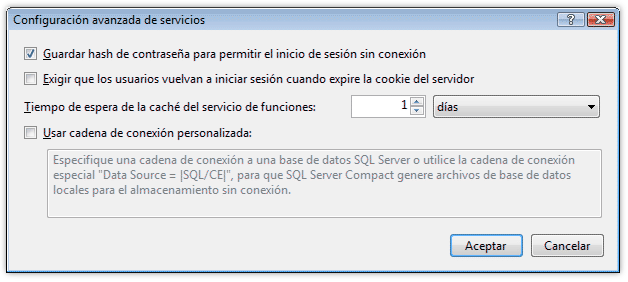 Configuración avanzada de servicios
Guardar hash de contraseña para permitir el inicio de sesión sin conexión
Exigir que los usuarios vuelvan a iniciar sesión cuando expire la cookie del servidor
Tiempo de espera de la caché del servicio de funciones: 1 días
Usar cadena de conexión personalizada:
Especifique una cadena de conexión a una base de datos SQL Server o utilice la cadena de conexión
especial "Data Source = |SQL/CE|", para que SQL Server Compact genere archivos de base de datos
locales para el almacenamiento sin conexión.
Aceptar Cancelar